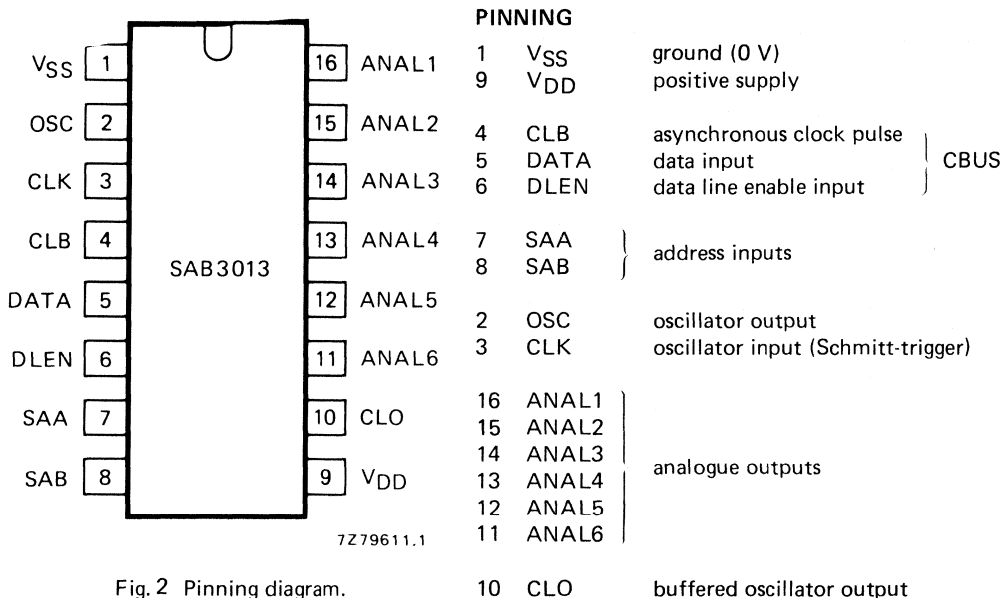 VSS 1 16 ANAL1
OSC 2 15 ANAL2
CLK 3 14 ANAL3
CLB 4 13 ANAL4
SAB3013
DATA 5 12 ANAL5
DLEN 6 11 ANAL6
SAA 7 10 CLO
SAB 8 9 VDD
7Z79611.1
Fig. 2 Pinning diagram.
PINNING
1 VSS ground (0 V)
9 VDD positive supply
4 CLB asynchronous clock pulse
5 DATA data input
CBUS
6 DLEN data line enable input
7 SAA
address inputs
8 SAB
2 OSC oscillator output
3 CLK oscillator input (Schmitt-trigger)
16 ANAL1
15 ANAL2
14 ANAL3
analogue outputs
13 ANAL4
12 ANAL5
11 ANAL6
10 CLO buffered oscillator output